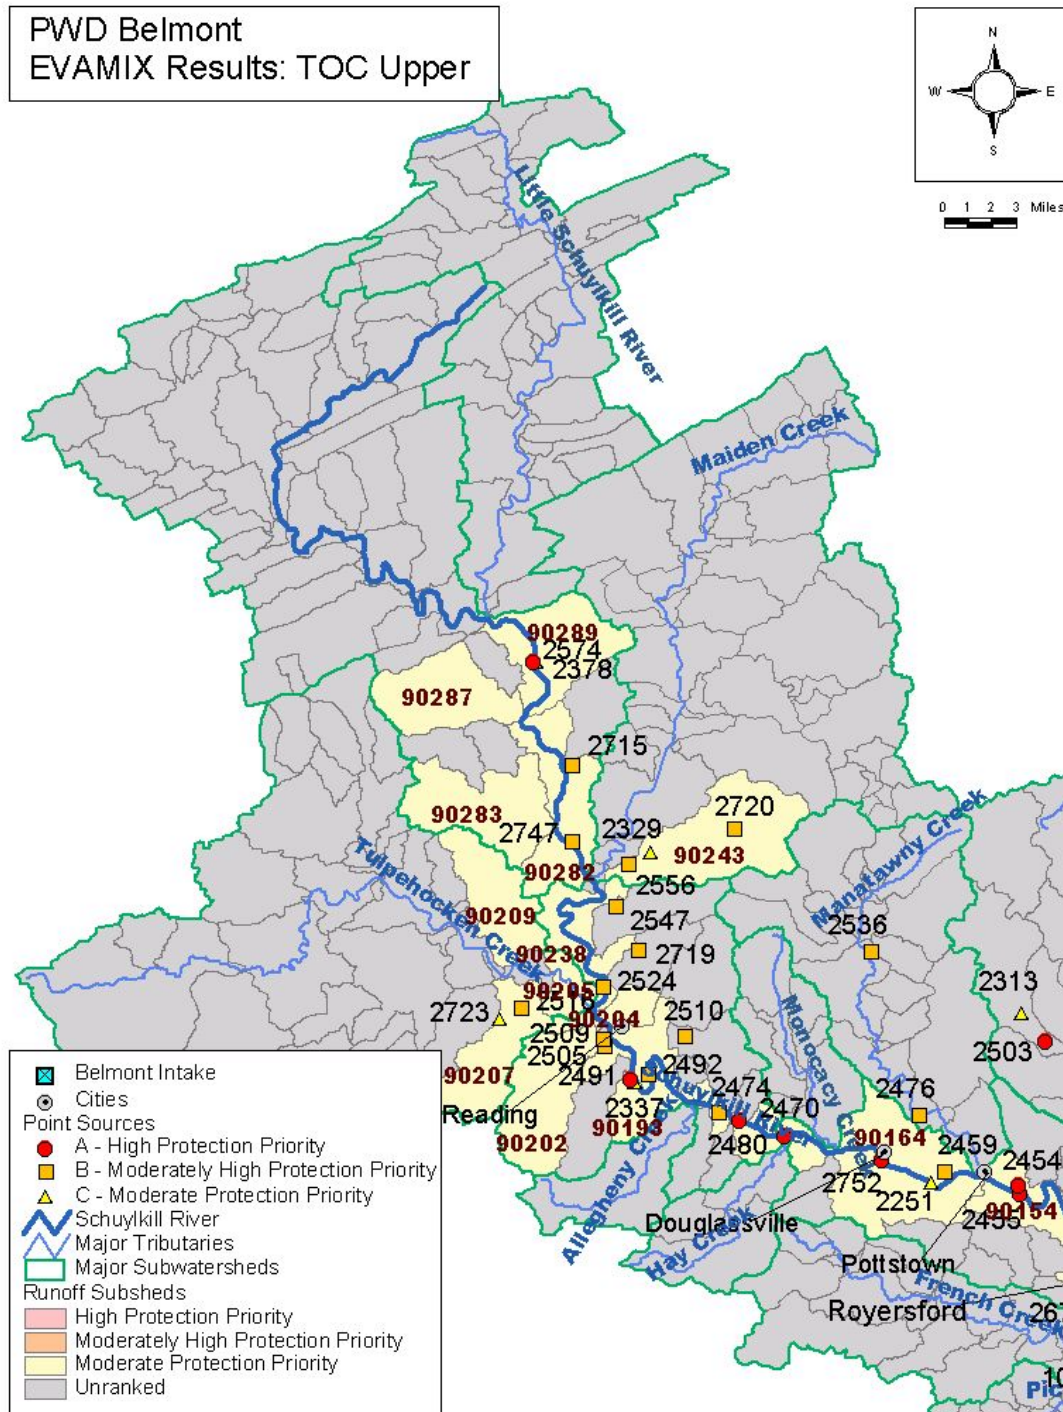 PWD Belmont
EVAMIX Results: TOC Upper
N
W
E
S
0 1 2 3 Miles
Little Schuylkill River
Maiden Creek
90289
2574
2378
90287
2715
2720
90283
2747
2329
90243
Manatawny Creek
90282
Tulpehocken Creek
2556
90209
2547
2536
90238
2719
90205
2524
2313
2723
2516
90204
2510
Monocacy Creek
2509
2503
2505
2492
90207
2491
Schuylkill River
2474
2476
Reading
2337
2470
90202
90193
2480
90164
2459
2454
Allegheny Creek
2752
2251
2455
90154
Douglassville
Hay Creek
Pottstown
Royersford
French Creek
267
10
Pic
Belmont Intake
Cities
Point Sources
A - High Protection Priority
B - Moderately High Protection Priority
C - Moderate Protection Priority
Schuylkill River
Major Tributaries
Major Subwatersheds
Runoff Subsheds
High Protection Priority
Moderately High Protection Priority
Moderate Protection Priority
Unranked